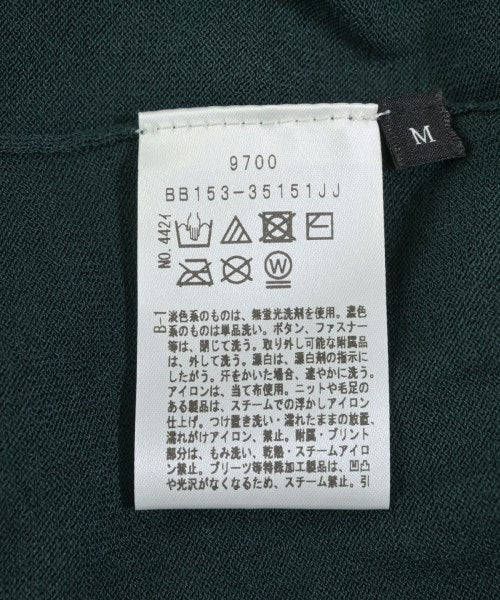 M
9700
BB153-35151JJ
NO.442イ
W
B-1
淡色系のものは、無蛍光洗剤を使用。濃色
系のものは単品洗い。ボタン、ファスナー
等は、閉じて洗う。取り外し可能な附属品
は、外して洗う。漂白は、漂白剤の指示に
したがう。汗をかいた場合、速やかに洗う。
アイロンは、当て布使用。ニットや毛足の
ある製品は、スチームでの浮かしアイロン
仕上げ。つけ置き洗い・濡れたままの放置、
濡れがけアイロン、禁止。附属・プリント
部分は、もみ洗い、乾熱・スチームアイロ
ン禁止。プリーツ等特殊加工製品は、凹凸
や光沢がなくなるため、スチーム禁止。引